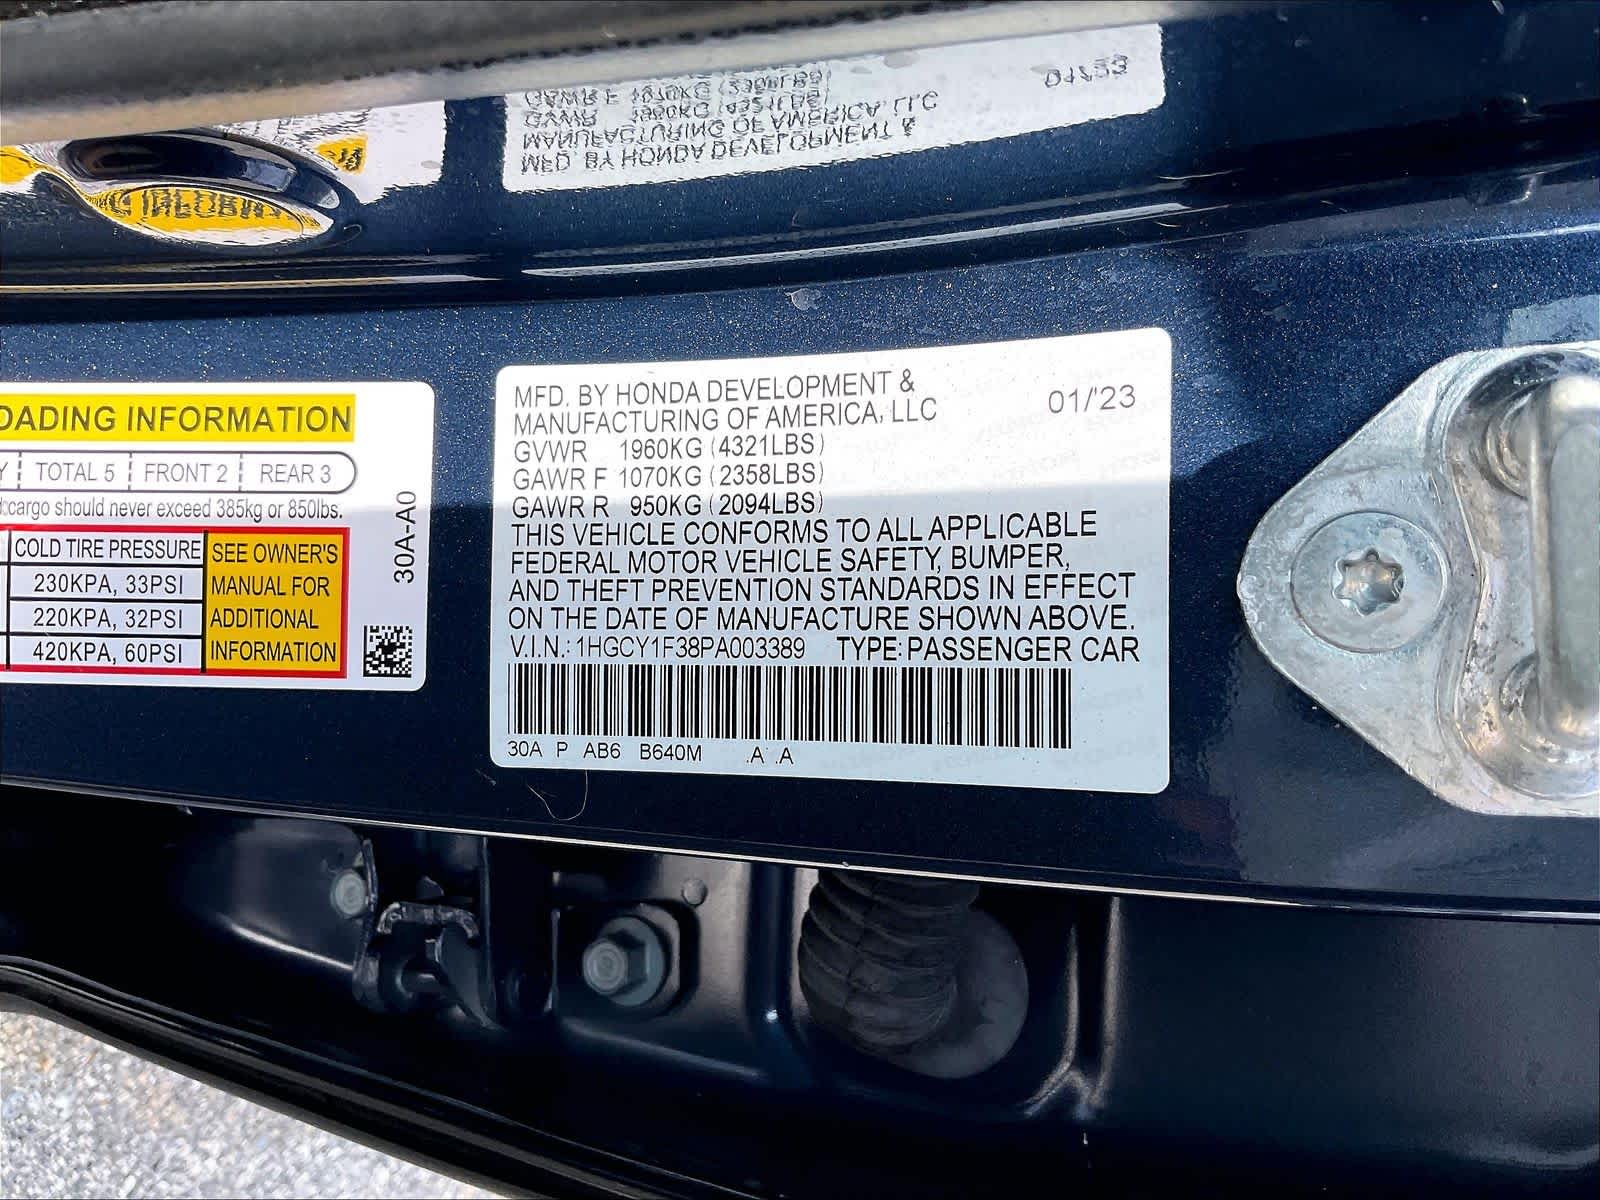 OADING INFORMATION
Y TOTAL 5 FRONT 2 REAR 3
cargo should never exceed 385kg or 850lbs.
COLD TIRE PRESSURE
230KPA, 33PSI
220KPA, 32PSI
420KPA, 60PSI
SEE OWNER'S
MANUAL FOR
ADDITIONAL
INFORMATION
30A-A0
MFD. BY HONDA DEVELOPMENT &
MANUFACTURING OF AMERICA, LLC
01/'23
GVWR 1960KG (4321LBS)
GAWR F 1070KG (2358LBS)
GAWR R 950KG (2094LBS)
THIS VEHICLE CONFORMS TO ALL APPLICABLE
FEDERAL MOTOR VEHICLE SAFETY, BUMPER,
AND THEFT PREVENTION STANDARDS IN EFFECT
ON THE DATE OF MANUFACTURE SHOWN ABOVE.
V.I.N.: 1HGCY1F38PA003389 TYPE: PASSENGER CAR
30A P AB6 B640M .A .A